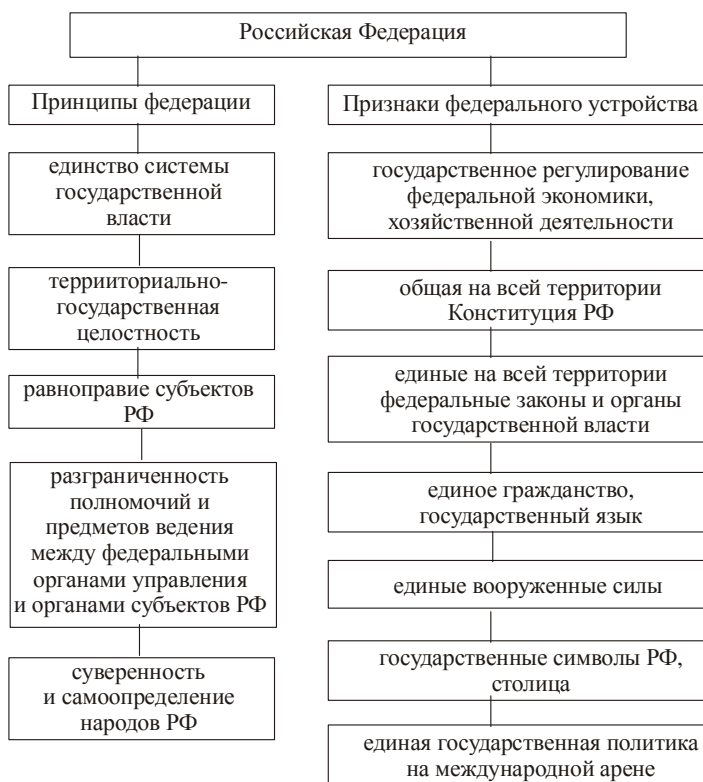 Российская Федерация
Принципы федерации
единство системы
государственной
власти
террииториально-
государственная
целостность
равноправие субъектов
РФ
разграниченность
полномочий и
предметов ведения
между федеральными
органами управления
и органами субъектов РФ
суверенность
и самоопределение
народов РФ
Признаки федерального устройства
государственное регулирование
федеральной экономики,
хозяйственной деятельности
общая на всей территории
Конституция РФ
единые на всей территории
федеральные законы и органы
государственной власти
единое гражданство,
государственный язык
единые вооруженные силы
государственные символы РФ,
столица
единая государственная политика
на международной арене